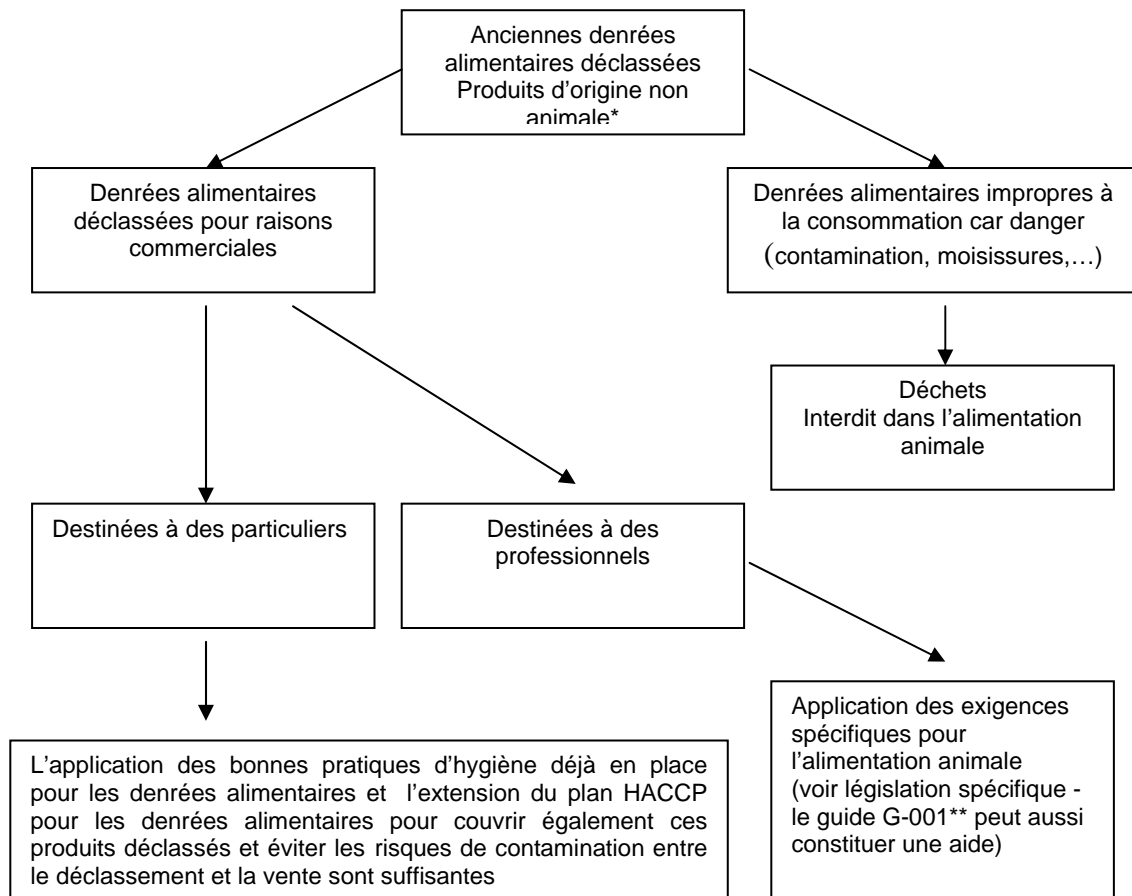 Anciennes denrées
alimentaires déclassées
Produits d'origine non
animale*
Denrées alimentaires
déclassées pour raisons
commerciales
Denrées alimentaires impropres à
la consommation car danger
(contamination, moisissures,…)
Déchets
Interdit dans l'alimentation
animale
Destinées à des particuliers
Destinées à des
professionnels
Application des exigences
spécifiques pour
l'alimentation animale
(voir législation spécifique -
le guide G-001** peut aussi
constituer une aide)
L'application des bonnes pratiques d'hygiène déjà en place
pour les denrées alimentaires et l'extension du plan HACCP
pour les denrées alimentaires pour couvrir également ces
produits déclassés et éviter les risques de contamination entre
le déclassement et la vente sont suffisantes